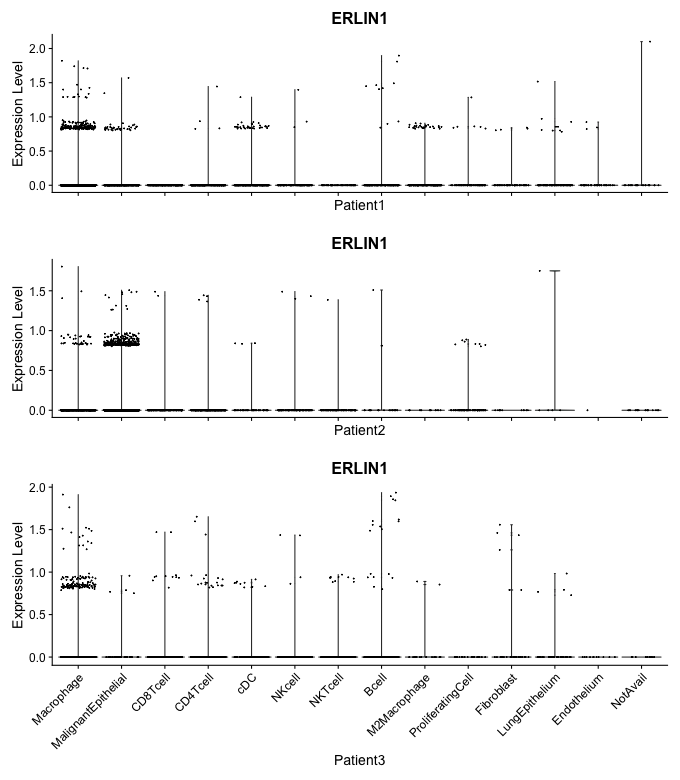 ERLIN1
Expression Level
2.0
1.5
1.0
0.5
0.0
Patient1
ERLIN1
Expression Level
1.5
1.0
0.5
0.0
Patient2
ERLIN1
Expression Level
2.0
1.5
1.0
0.5
0.0
Macrophage
MalignantEpithelial
CD8Tcell
CD4Tcell
cDC
NKcell
NKTcell
Bcell
M2Macrophage
ProliferatingCell
Fibroblast
LungEpithelium
Endothelium
NotAvail
Patient3